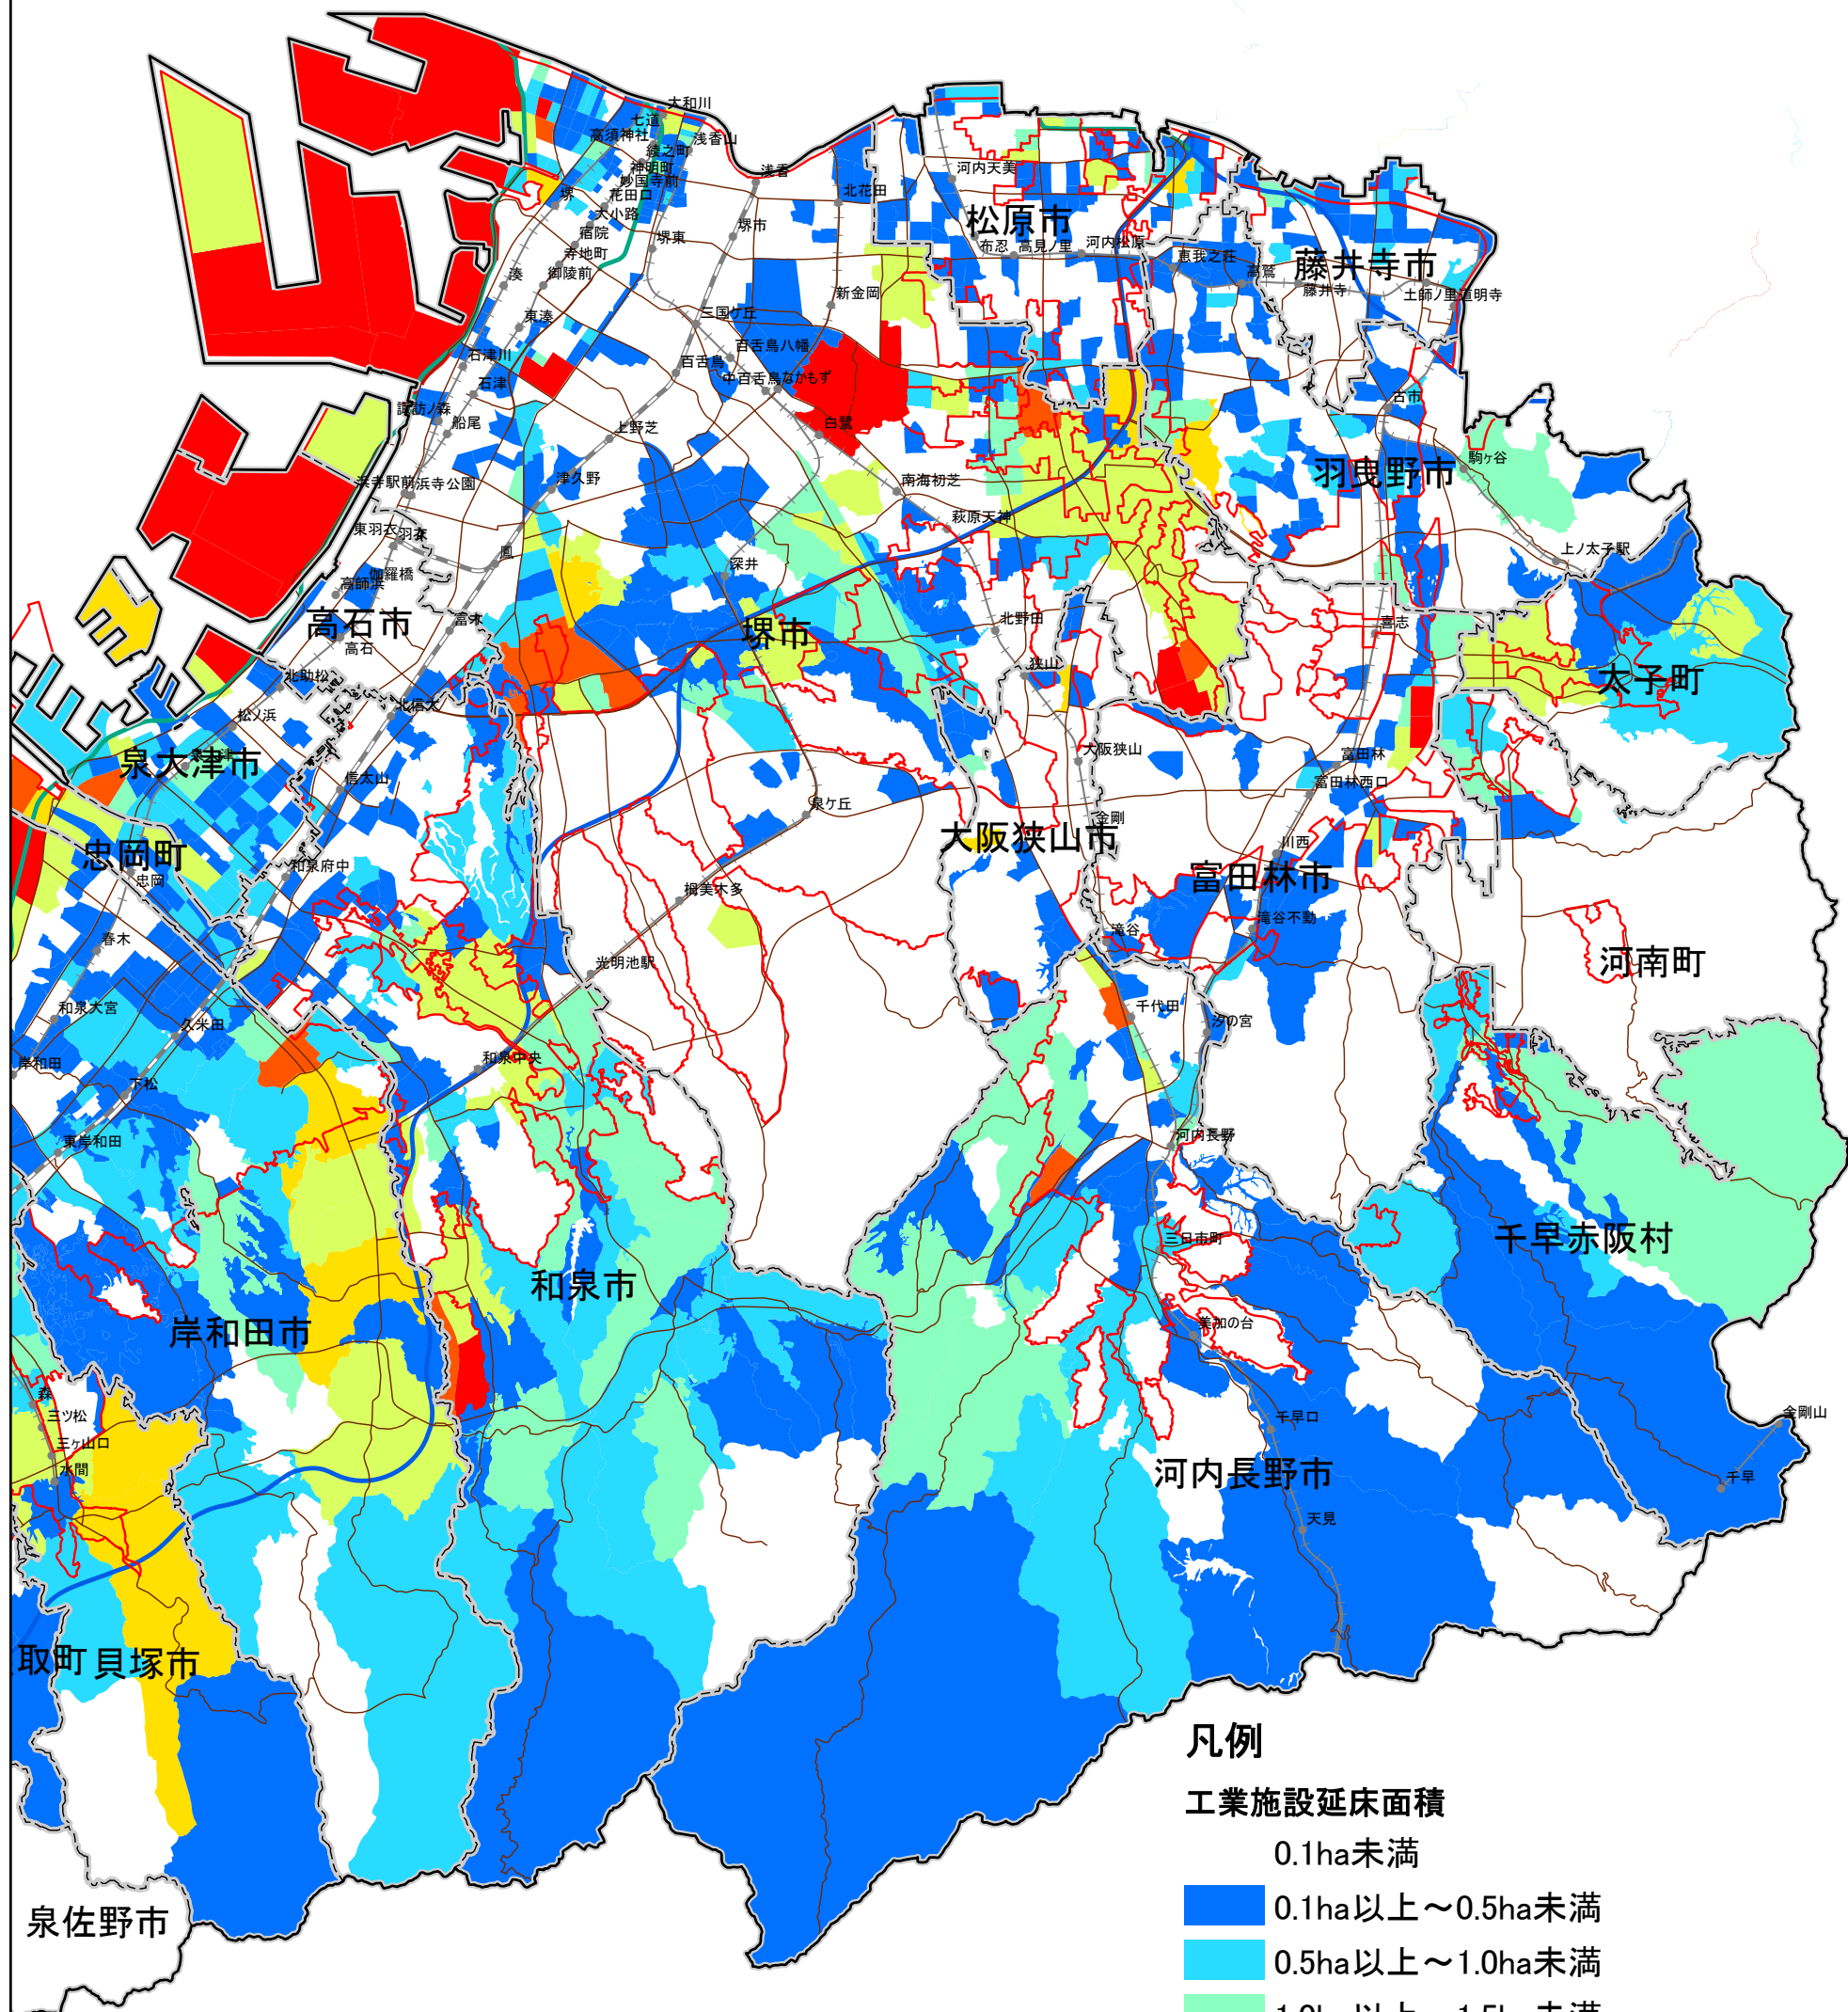 大和川
七道
高須神社
浅香山
綾之町
神明町
妙国寺前
浅香
河内天美
堺
花田口
北花田
大小路
松原市
堺市
宿院
堺東
布忍
高見ノ里
河内松原
寺地町
恵我之荘
藤井寺市
湊
御陵前
高鷲
藤井寺
土師ノ里
道明寺
新金岡
東湊
三国ケ丘
百舌鳥八幡
石津川
百舌鳥
中百舌鳥
なかもず
石津
古市
諏訪ノ森
船尾
白鷺
上野芝
駒ヶ谷
羽曳野市
浜寺駅前
浜寺公園
津久野
南海初芝
萩原天神
東羽衣
羽衣
鳳
上ノ太子駅
伽羅橋
深井
高師浜
高石市
富木
堺市
北野田
喜志
高石
狭山
北助松
太子町
松ノ浜
北信太
大阪狭山
富田林
泉大津市
信太山
富田林西口
泉ケ丘
金剛
大阪狭山市
忠岡町
川西
忠岡
和泉府中
富田林市
栂美木多
滝谷不動
春木
滝谷
光明池駅
河南町
和泉大宮
千代田
久米田
汐の宮
岸和田
和泉中央
下松
東岸和田
河内長野
三日市町
千早赤阪村
和泉市
岸和田市
美加の台
森
三ツ松
千早口
金剛山
三ヶ山口
水間
河内長野市
千早
天見
取町
貝塚市
凡例
工業施設延床面積
0.1ha未満
0.1ha以上～0.5ha未満
泉佐野市
0.5ha以上～1.0ha未満